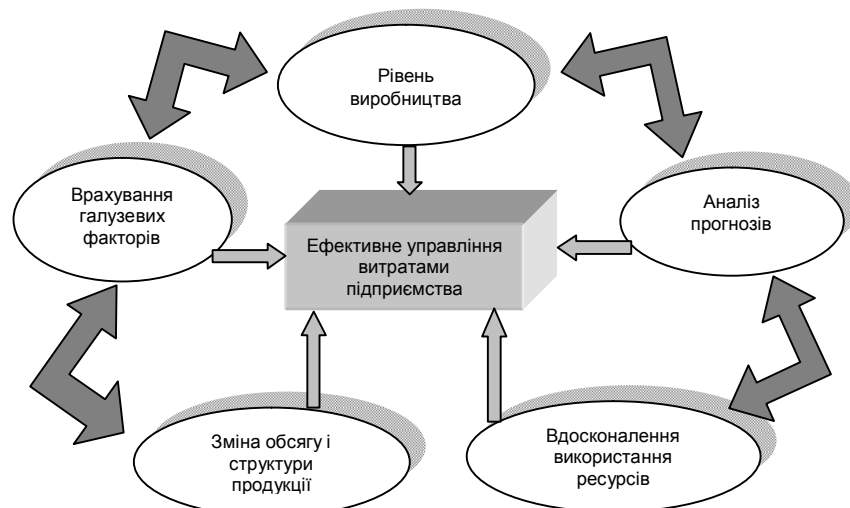 Рівень
виробництва
Врахування
галузевих
факторів
Аналіз
прогнозів
Ефективне управління
витратами
підприємства
Зміна обсягу і
структури
продукції
Вдосконалення
використання
ресурсів